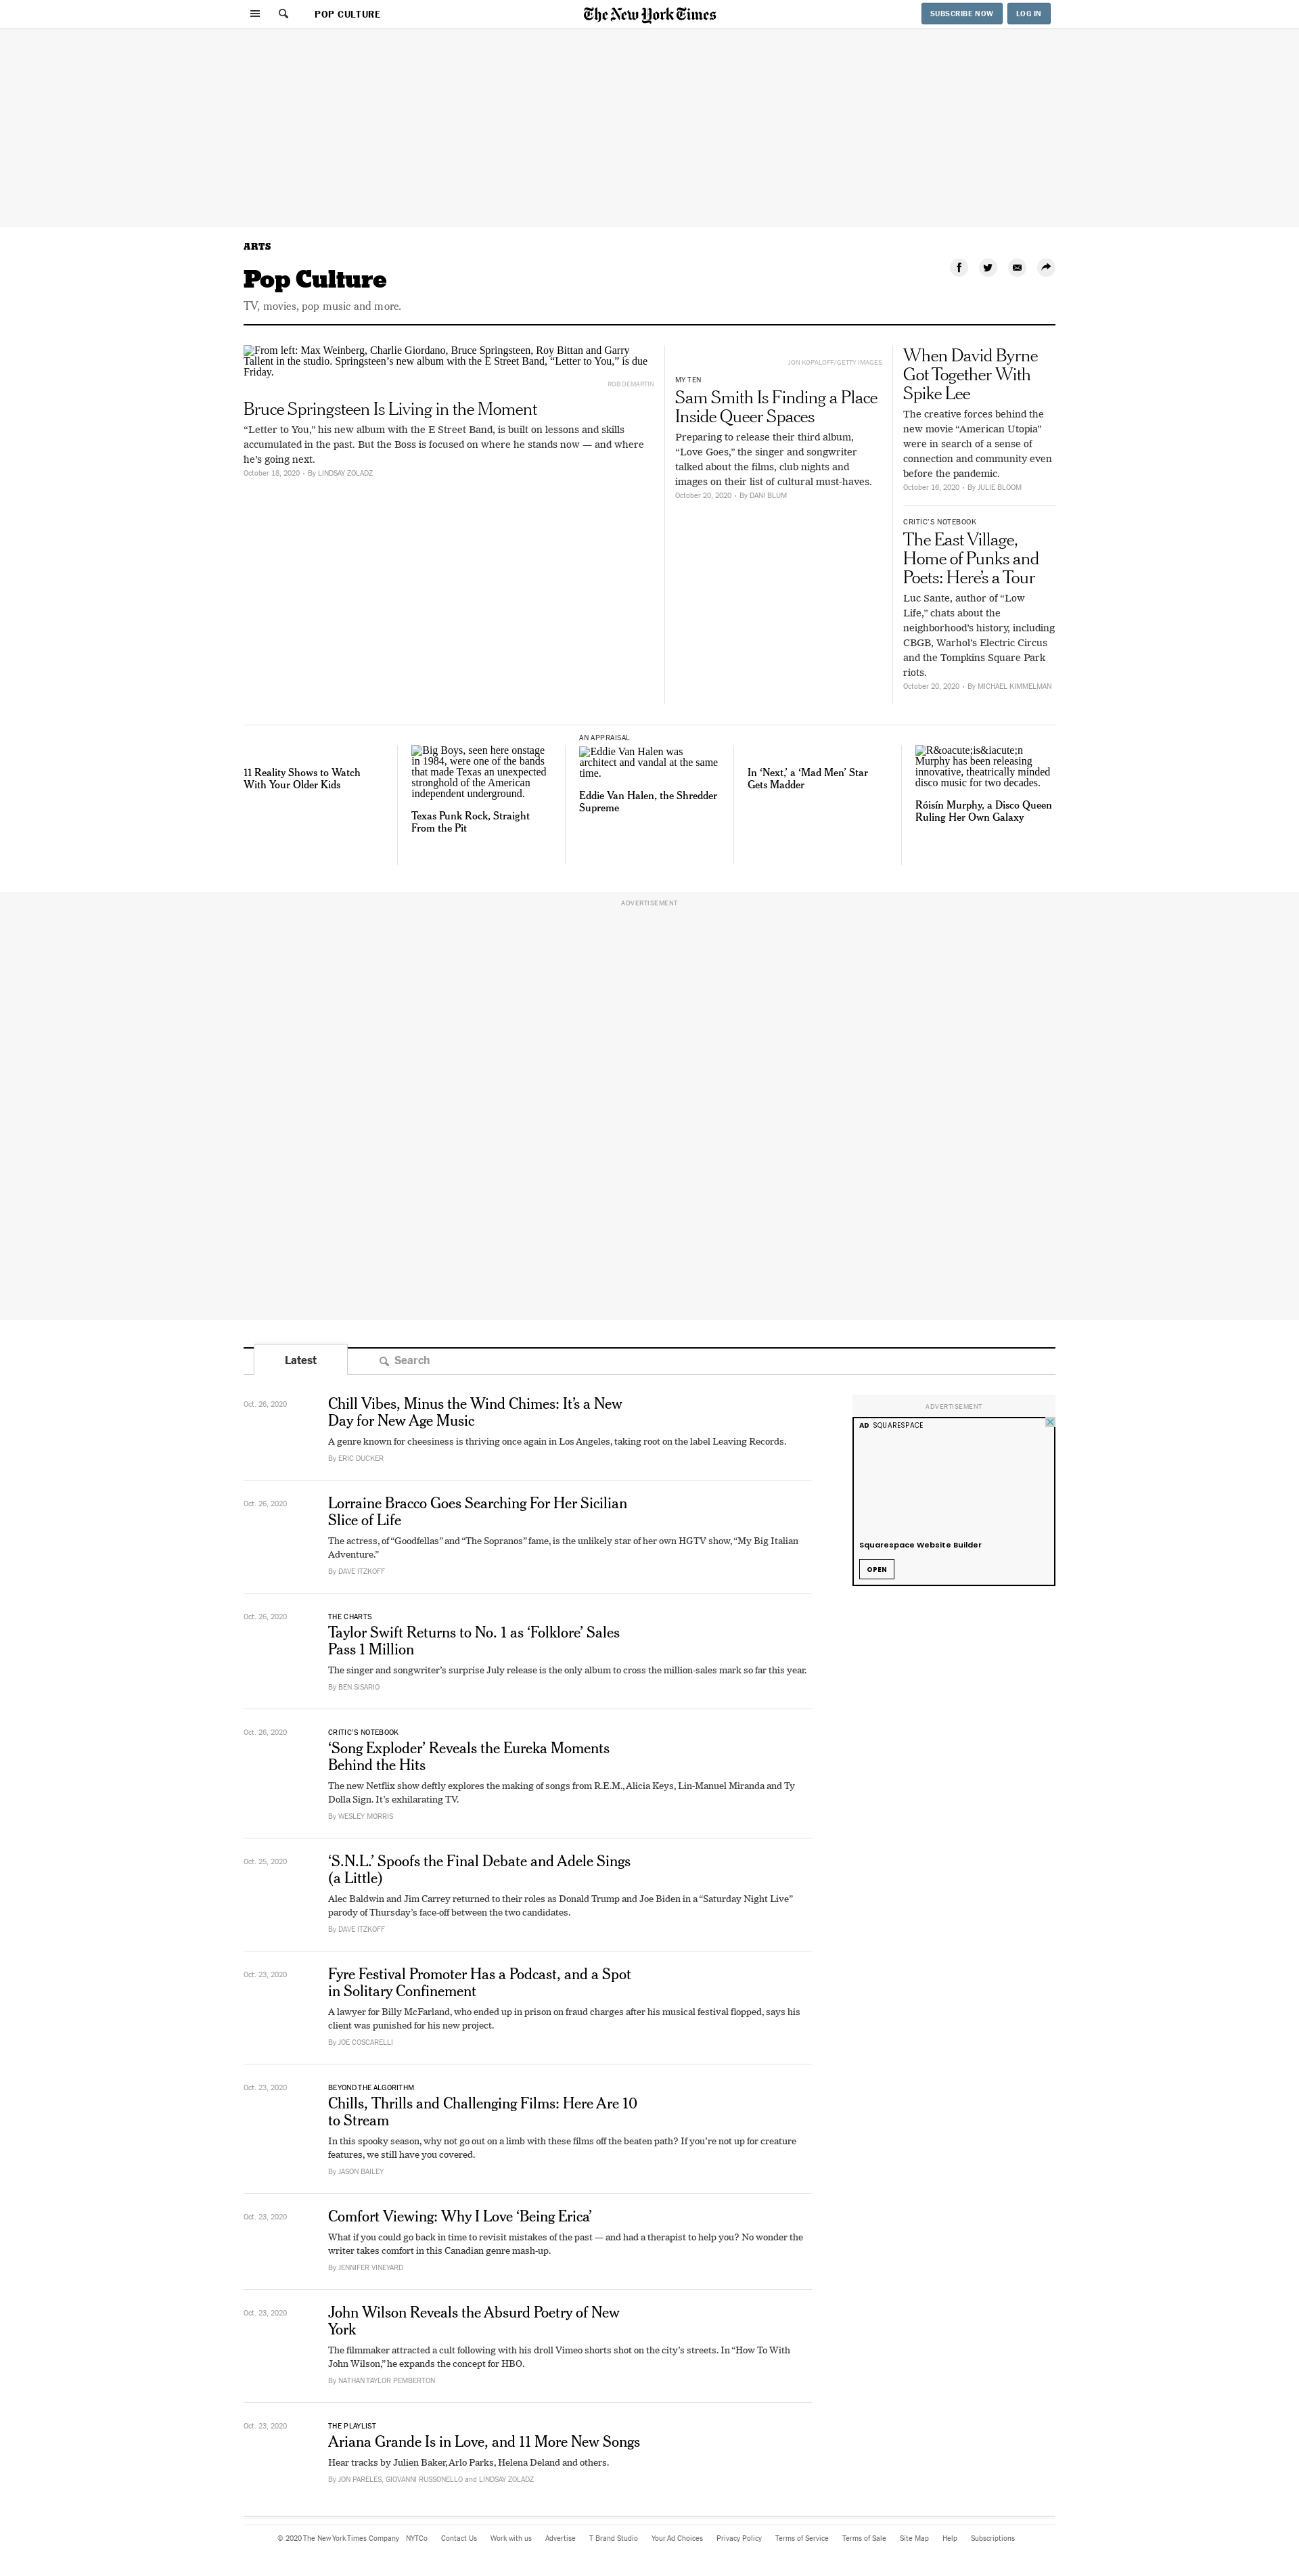 POP CULTURE
The New York Times
SUBSCRIBE NOW
LOG IN
ARTS
Pop Culture
TV, movies, pop music and more.
From left: Max Weinberg, Charlie Giordano, Bruce Springsteen, Roy Bittan and Garry
Tallent in the studio. Springsteen’s new album with the E Street Band, “Letter to You,” is due
Friday.
ROB DEMARTIN
Bruce Springsteen Is Living in the Moment
“Letter to You,” his new album with the E Street Band, is built on lessons and skills
accumulated in the past. But the Boss is focused on where he stands now — and where
he’s going next.
October 18, 2020 • By LINDSAY ZOLADZ
JON KOPALOFF/GETTY IMAGES
MY TEN
Sam Smith Is Finding a Place
Inside Queer Spaces
Preparing to release their third album,
“Love Goes,” the singer and songwriter
talked about the films, club nights and
images on their list of cultural must-haves.
October 20, 2020 • By DANI BLUM
When David Byrne
Got Together With
Spike Lee
The creative forces behind the
new movie “American Utopia”
were in search of a sense of
connection and community even
before the pandemic.
October 16, 2020 • By JULIE BLOOM
CRITIC’S NOTEBOOK
The East Village,
Home of Punks and
Poets: Here’s a Tour
Luc Sante, author of “Low
Life,” chats about the
neighborhood’s history, including
CBGB, Warhol’s Electric Circus
and the Tompkins Square Park
riots.
October 20, 2020 • By MICHAEL KIMMELMAN
11 Reality Shows to Watch
With Your Older Kids
Big Boys, seen here onstage
in 1984, were one of the bands
that made Texas an unexpected
stronghold of the American
independent underground.
Texas Punk Rock, Straight
From the Pit
AN APPRAISAL
Eddie Van Halen was
architect and vandal at the same
time.
Eddie Van Halen, the Shredder
Supreme
In ‘Next,’ a ‘Mad Men’ Star
Gets Madder
R&oacute;is&iacute;n
Murphy has been releasing
innovative, theatrically minded
disco music for two decades.
Róisín Murphy, a Disco Queen
Ruling Her Own Galaxy
ADVERTISEMENT
Latest
Search
Oct. 26, 2020
Chill Vibes, Minus the Wind Chimes: It’s a New
Day for New Age Music
A genre known for cheesiness is thriving once again in Los Angeles, taking root on the label Leaving Records.
By ERIC DUCKER
ADVERTISEMENT
AD SQUARESPACE
Squarespace Website Builder
OPEN
Oct. 26, 2020
Lorraine Bracco Goes Searching For Her Sicilian
Slice of Life
The actress, of “Goodfellas” and “The Sopranos” fame, is the unlikely star of her own HGTV show, “My Big Italian
Adventure.”
By DAVE ITZKOFF
Oct. 26, 2020
THE CHARTS
Taylor Swift Returns to No. 1 as ‘Folklore’ Sales
Pass 1 Million
The singer and songwriter’s surprise July release is the only album to cross the million-sales mark so far this year.
By BEN SISARIO
Oct. 26, 2020
CRITIC’S NOTEBOOK
‘Song Exploder’ Reveals the Eureka Moments
Behind the Hits
The new Netflix show deftly explores the making of songs from R.E.M., Alicia Keys, Lin-Manuel Miranda and Ty
Dolla Sign. It’s exhilarating TV.
By WESLEY MORRIS
Oct. 25, 2020
‘S.N.L.’ Spoofs the Final Debate and Adele Sings
(a Little)
Alec Baldwin and Jim Carrey returned to their roles as Donald Trump and Joe Biden in a “Saturday Night Live”
parody of Thursday’s face-off between the two candidates.
By DAVE ITZKOFF
Oct. 23, 2020
Fyre Festival Promoter Has a Podcast, and a Spot
in Solitary Confinement
A lawyer for Billy McFarland, who ended up in prison on fraud charges after his musical festival flopped, says his
client was punished for his new project.
By JOE COSCARELLI
Oct. 23, 2020
BEYOND THE ALGORITHM
Chills, Thrills and Challenging Films: Here Are 10
to Stream
In this spooky season, why not go out on a limb with these films off the beaten path? If you’re not up for creature
features, we still have you covered.
By JASON BAILEY
Oct. 23, 2020
Comfort Viewing: Why I Love ‘Being Erica’
What if you could go back in time to revisit mistakes of the past — and had a therapist to help you? No wonder the
writer takes comfort in this Canadian genre mash-up.
By JENNIFER VINEYARD
Oct. 23, 2020
John Wilson Reveals the Absurd Poetry of New
York
The filmmaker attracted a cult following with his droll Vimeo shorts shot on the city’s streets. In “How To With
John Wilson,” he expands the concept for HBO.
By NATHAN TAYLOR PEMBERTON
Oct. 23, 2020
THE PLAYLIST
Ariana Grande Is in Love, and 11 More New Songs
Hear tracks by Julien Baker, Arlo Parks, Helena Deland and others.
By JON PARELES, GIOVANNI RUSSONELLO and LINDSAY ZOLADZ
© 2020 The New York Times Company NYTCo Contact Us Work with us Advertise T Brand Studio Your Ad Choices Privacy Policy Terms of Service Terms of Sale Site Map Help Subscriptions